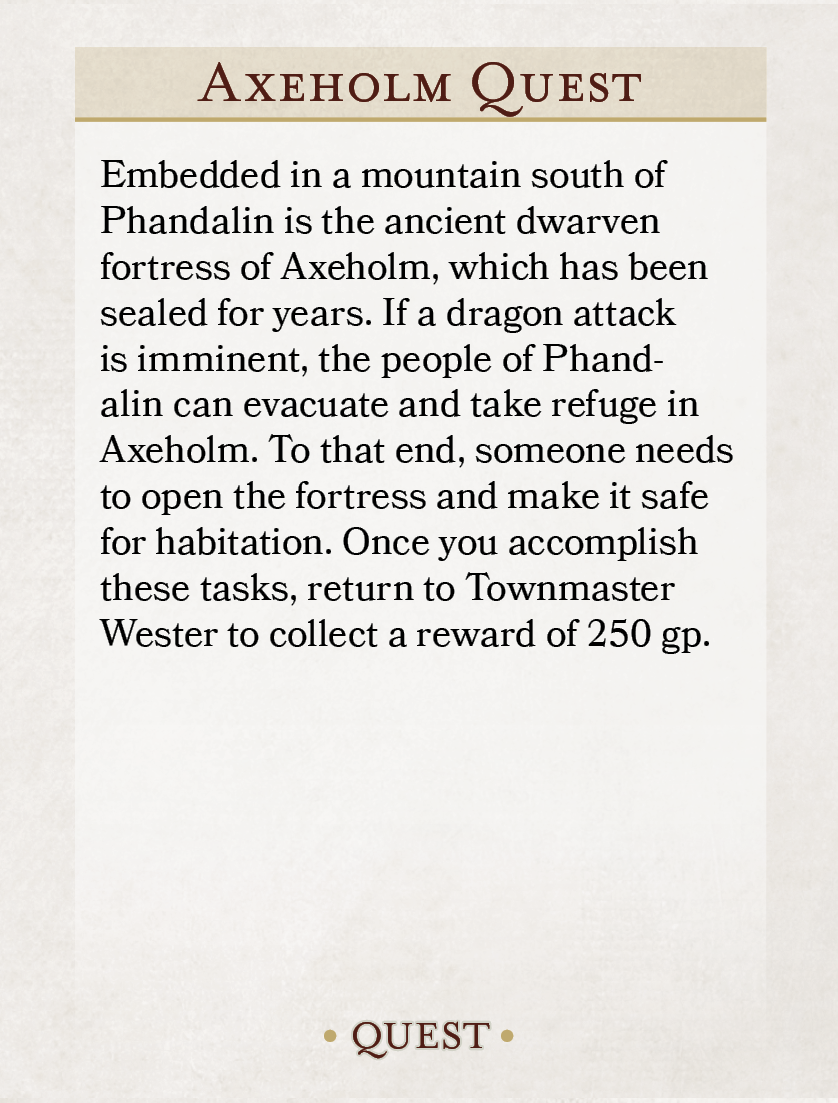 Axeholm Quest
Embedded in a mountain south of
Phandalin is the ancient dwarven
fortress of Axeholm, which has been
sealed for years. If a dragon attack
is imminent, the people of Phand-
alin can evacuate and take refuge in
Axeholm. To that end, someone needs
to open the fortress and make it safe
for habitation. Once you accomplish
these tasks, return to Townmaster
Wester to collect a reward of 250 gp.
• QUEST •